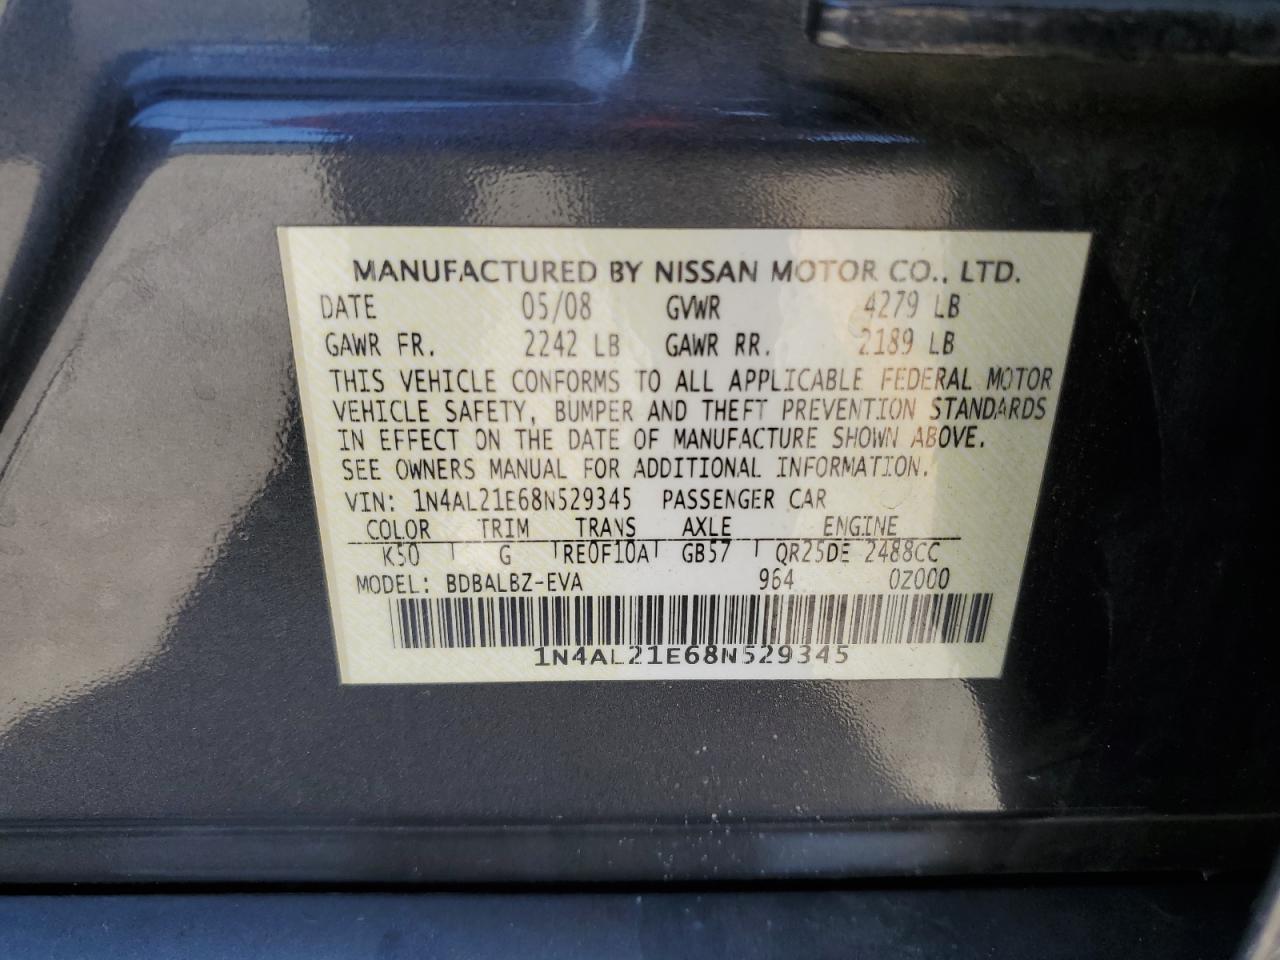 MANUFACTURED BY NISSAN MOTOR CO., LTD.
DATE 05/08 GVWR 4279 LB
GAWR FR. 2242 LB GAWR RR. 2189 LB
THIS VEHICLE CONFORMS TO ALL APPLICABLE FEDERAL MOTOR
VEHICLE SAFETY, BUMPER AND THEFT PREVENTION STANDARDS
IN EFFECT ON THE DATE OF MANUFACTURE SHOWN ABOVE.
SEE OWNERS MANUAL FOR ADDITIONAL INFORMATION.
VIN: 1N4AL21E68N529345 PASSENGER CAR
COLOR TRIM TRANS AXLE ENGINE
K50 G RE0F10A GB57 QR25DE 2488CC
MODEL: BDBALBZ-EVA 964 0Z000
1N4AL21E68N529345